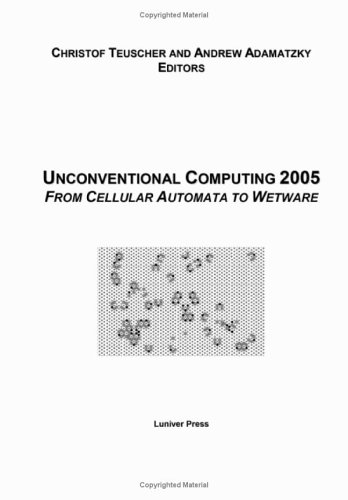 Copyrighted Material
CHRISTOF TEUSCHER AND ANDREW ADAMATZKY
EDITORS
UNCONVENTIONAL COMPUTING 2005
FROM CELLULAR AUTOMATA TO WETWARE
Luniver Press
Copyrighted Material